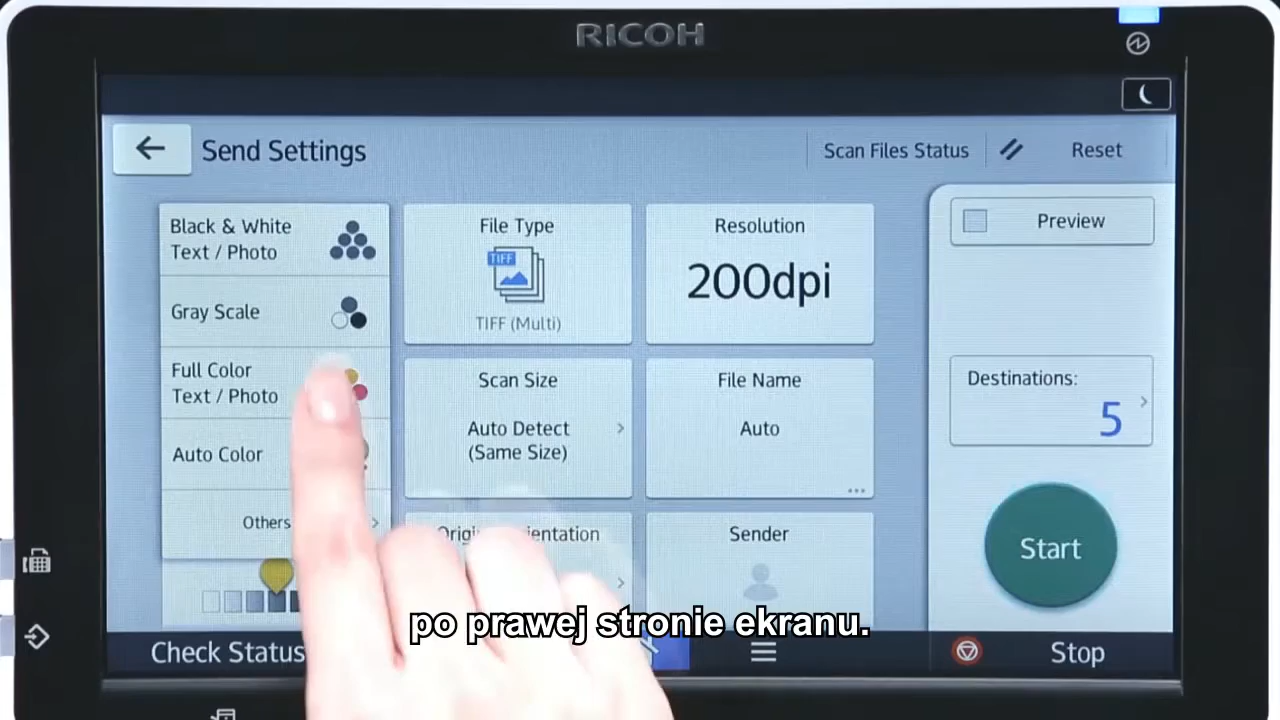 RICOH
Send Settings
Scan Files Status
Reset
Black & White
Text / Photo
Gray Scale
Full Color
Text / Photo
Auto Color
Others
File Type
TIFF
TIFF (Multi)
Resolution
200dpi
Scan Size
Auto Detect
(Same Size)
File Name
Auto
Sender
Preview
Destinations:
5
Start
po prawej stronie ekranu.
Check Status
Stop